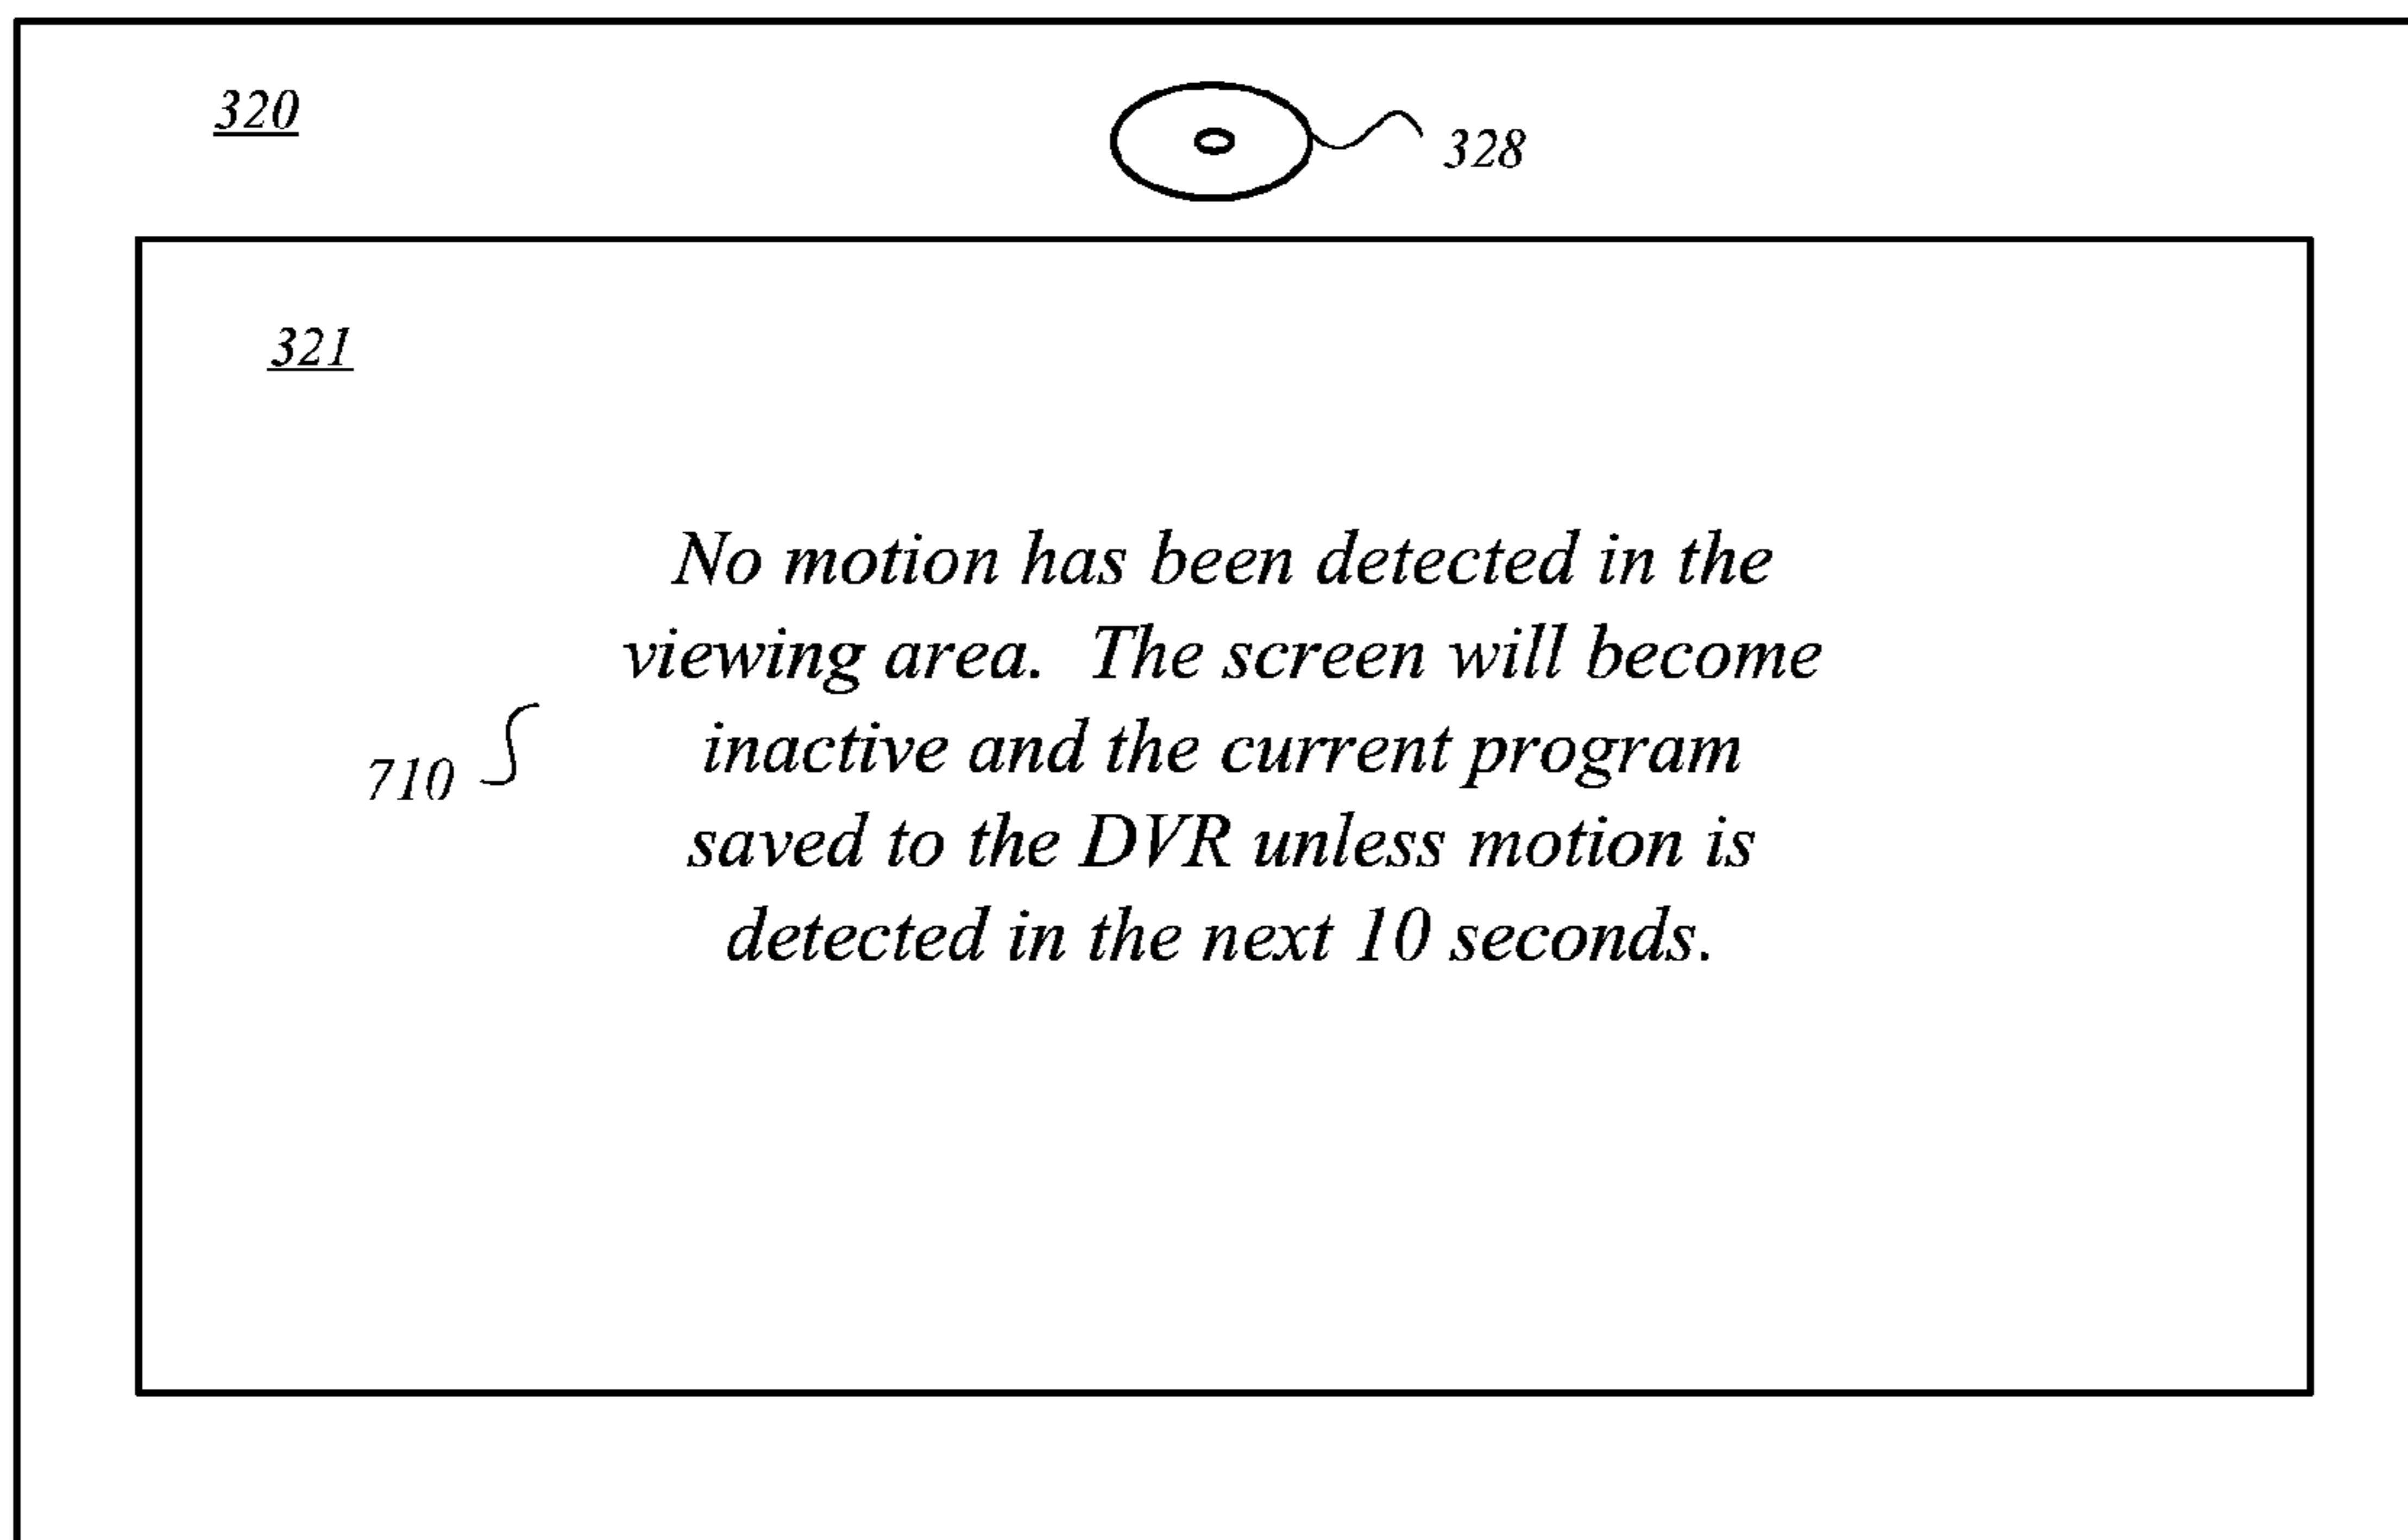 320
328
321
No motion has been detected in the
viewing area.  The screen will become
inactive and the current program
710
saved to the DVR unless motion is
detected in the next 10 seconds.